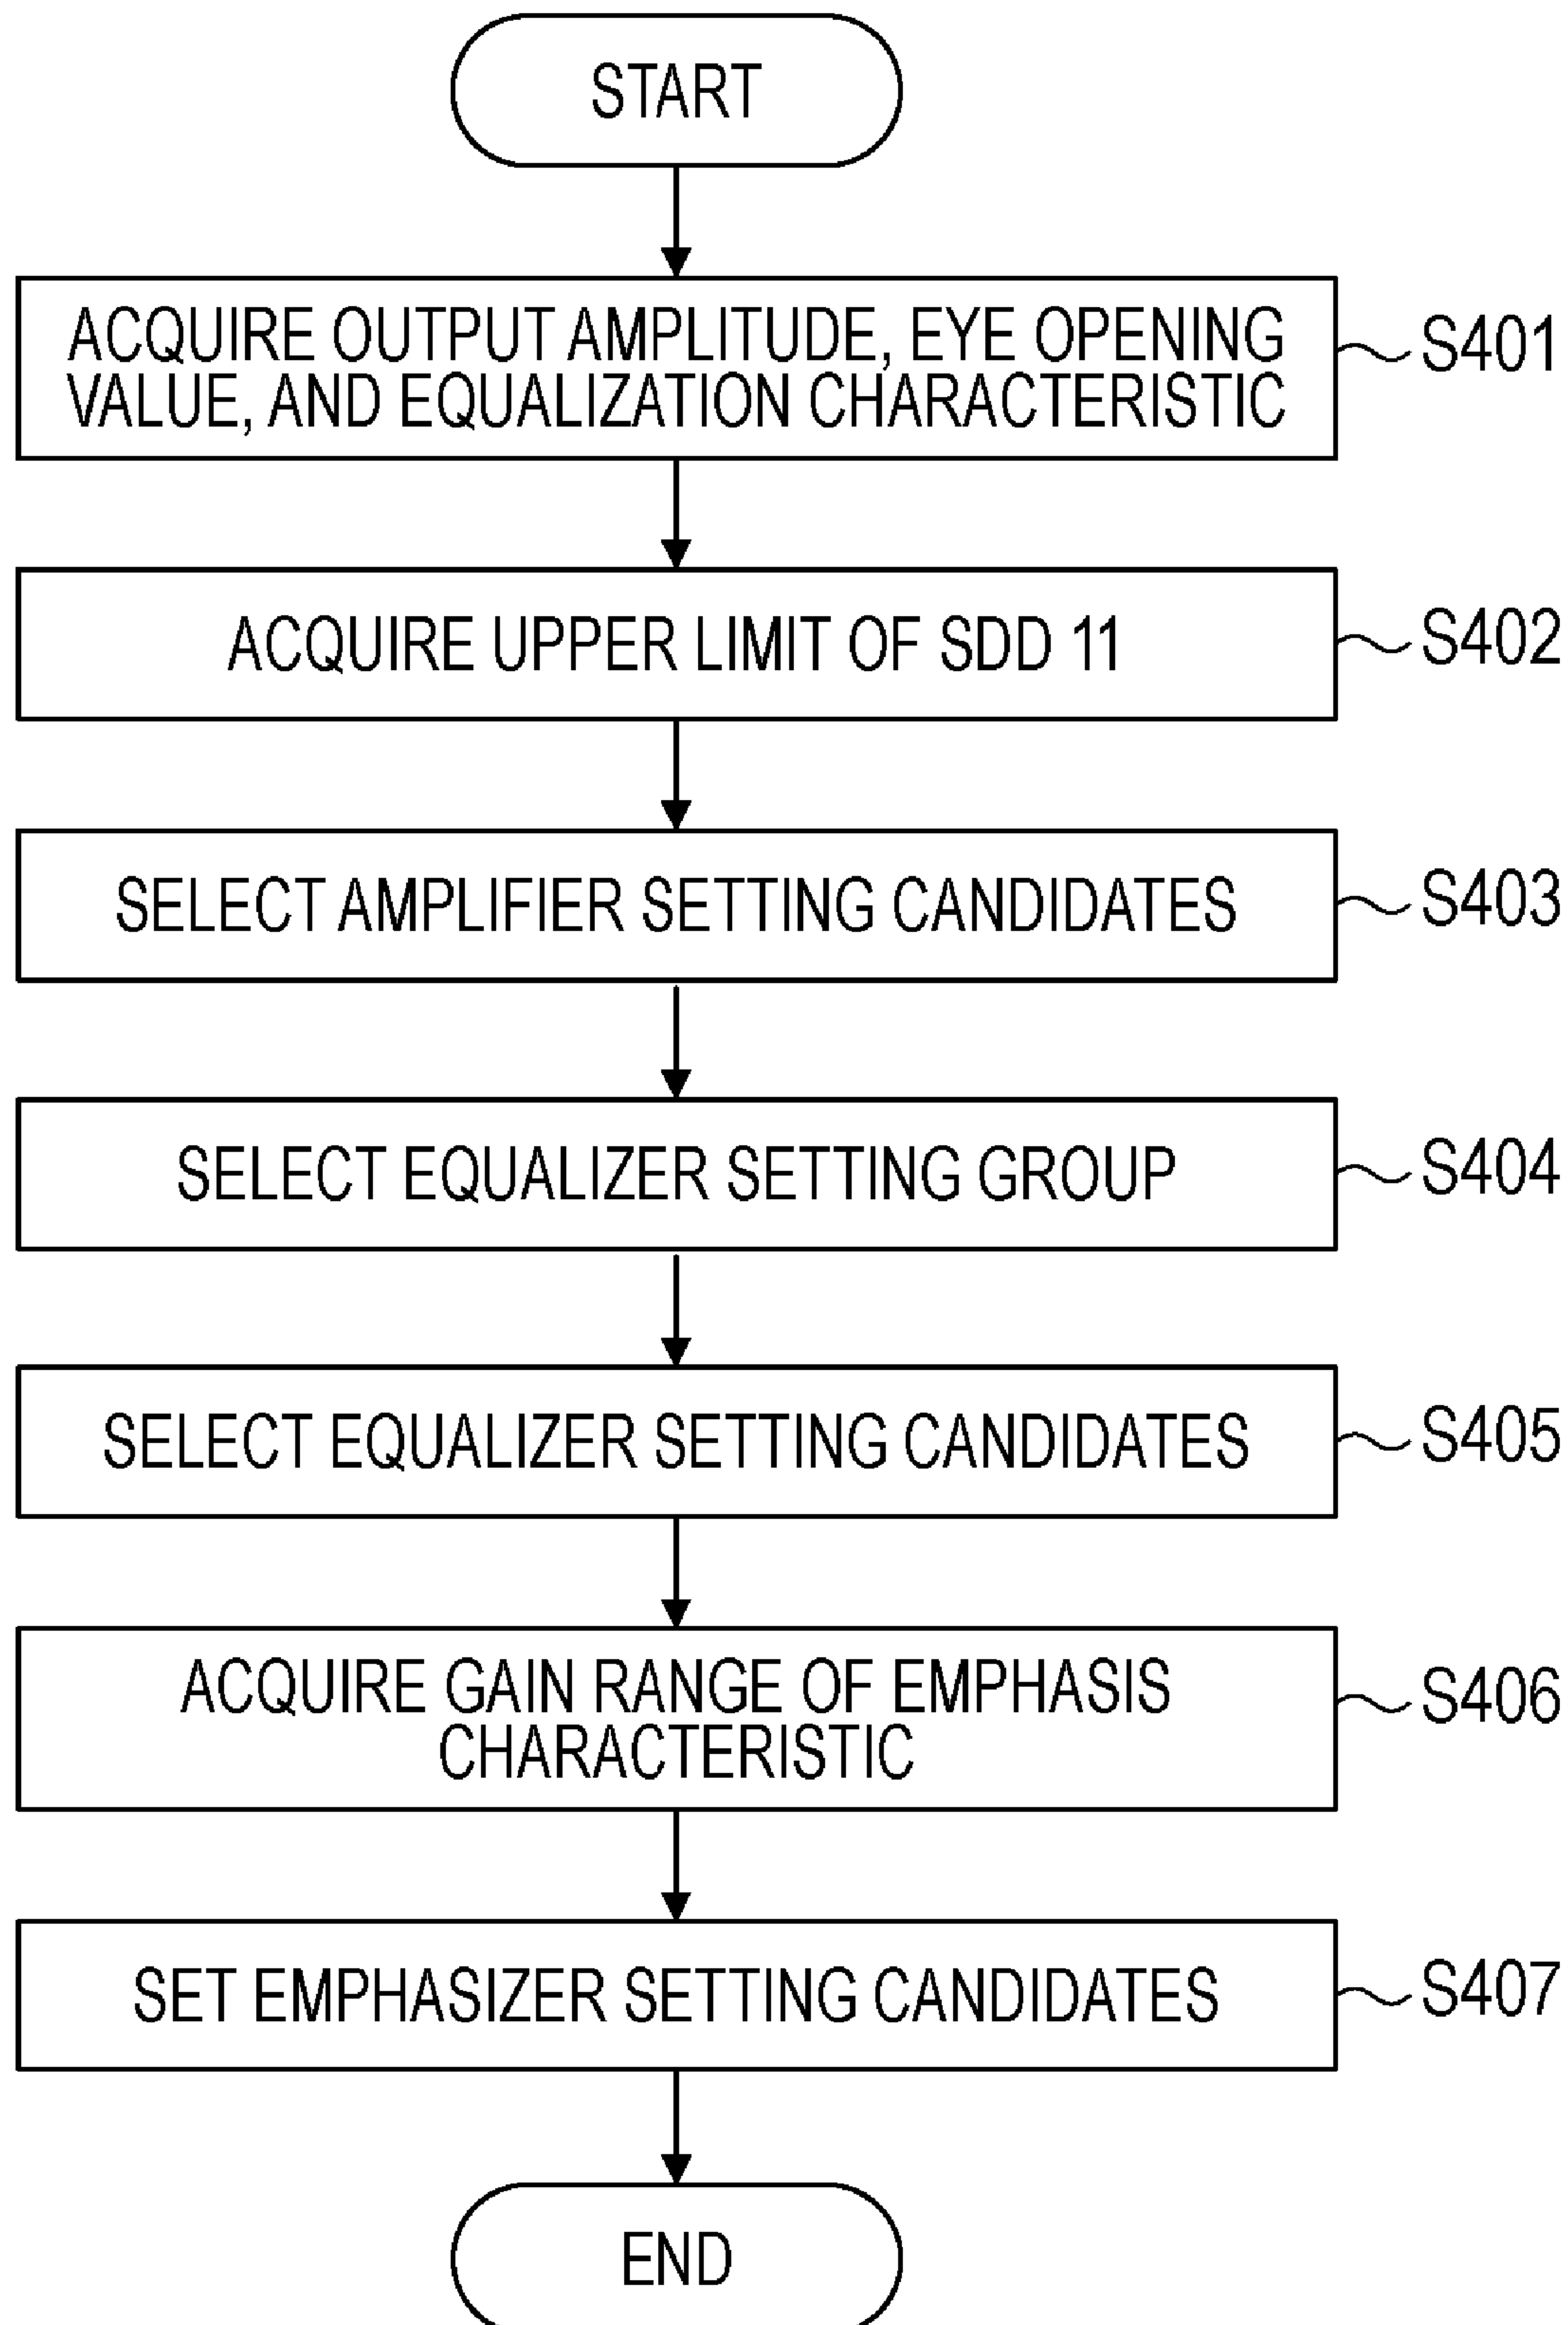 START
ACQUIRE OUTPUT AMPLITUDE, EYE OPENING
VALUE, AND EQUALIZATION CHARACTERISTIC
S401
ACQUIRE UPPER LIMIT OF SDD 11
S402
SELECT AMPLIFIER SETTING CANDIDATES
S403
SELECT EQUALIZER SETTING GROUP
S404
SELECT EQUALIZER SETTING CANDIDATES
S405
ACQUIRE GAIN RANGE OF EMPHASIS
CHARACTERISTIC
S406
SET EMPHASIZER SETTING CANDIDATES
S407
END